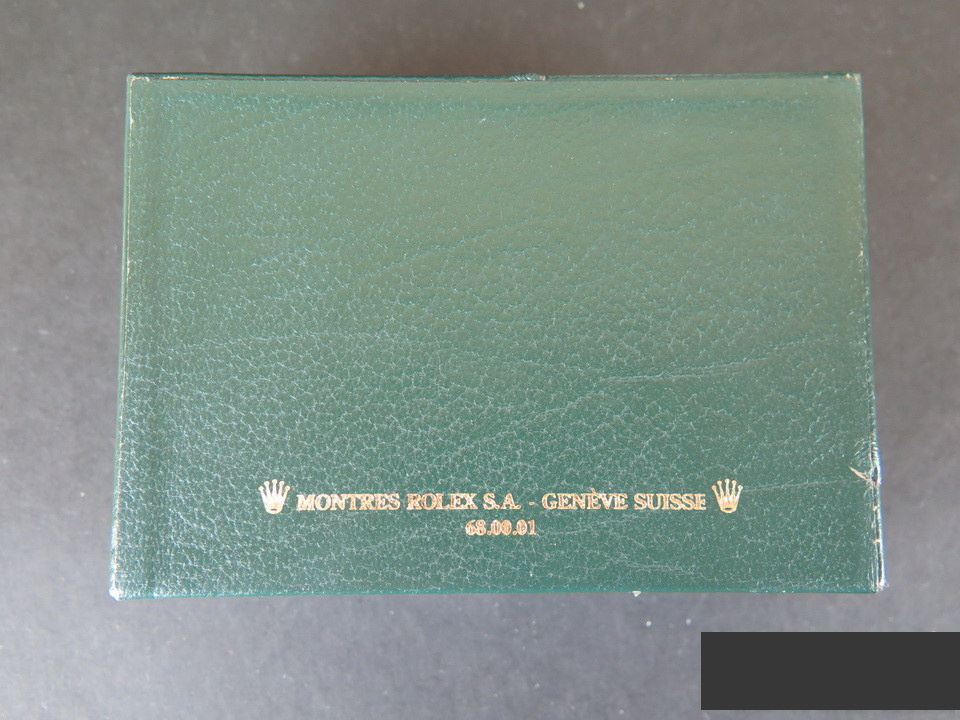 MONTRES ROLEX S.A. - GENÈVE SUISSE
68.00.01